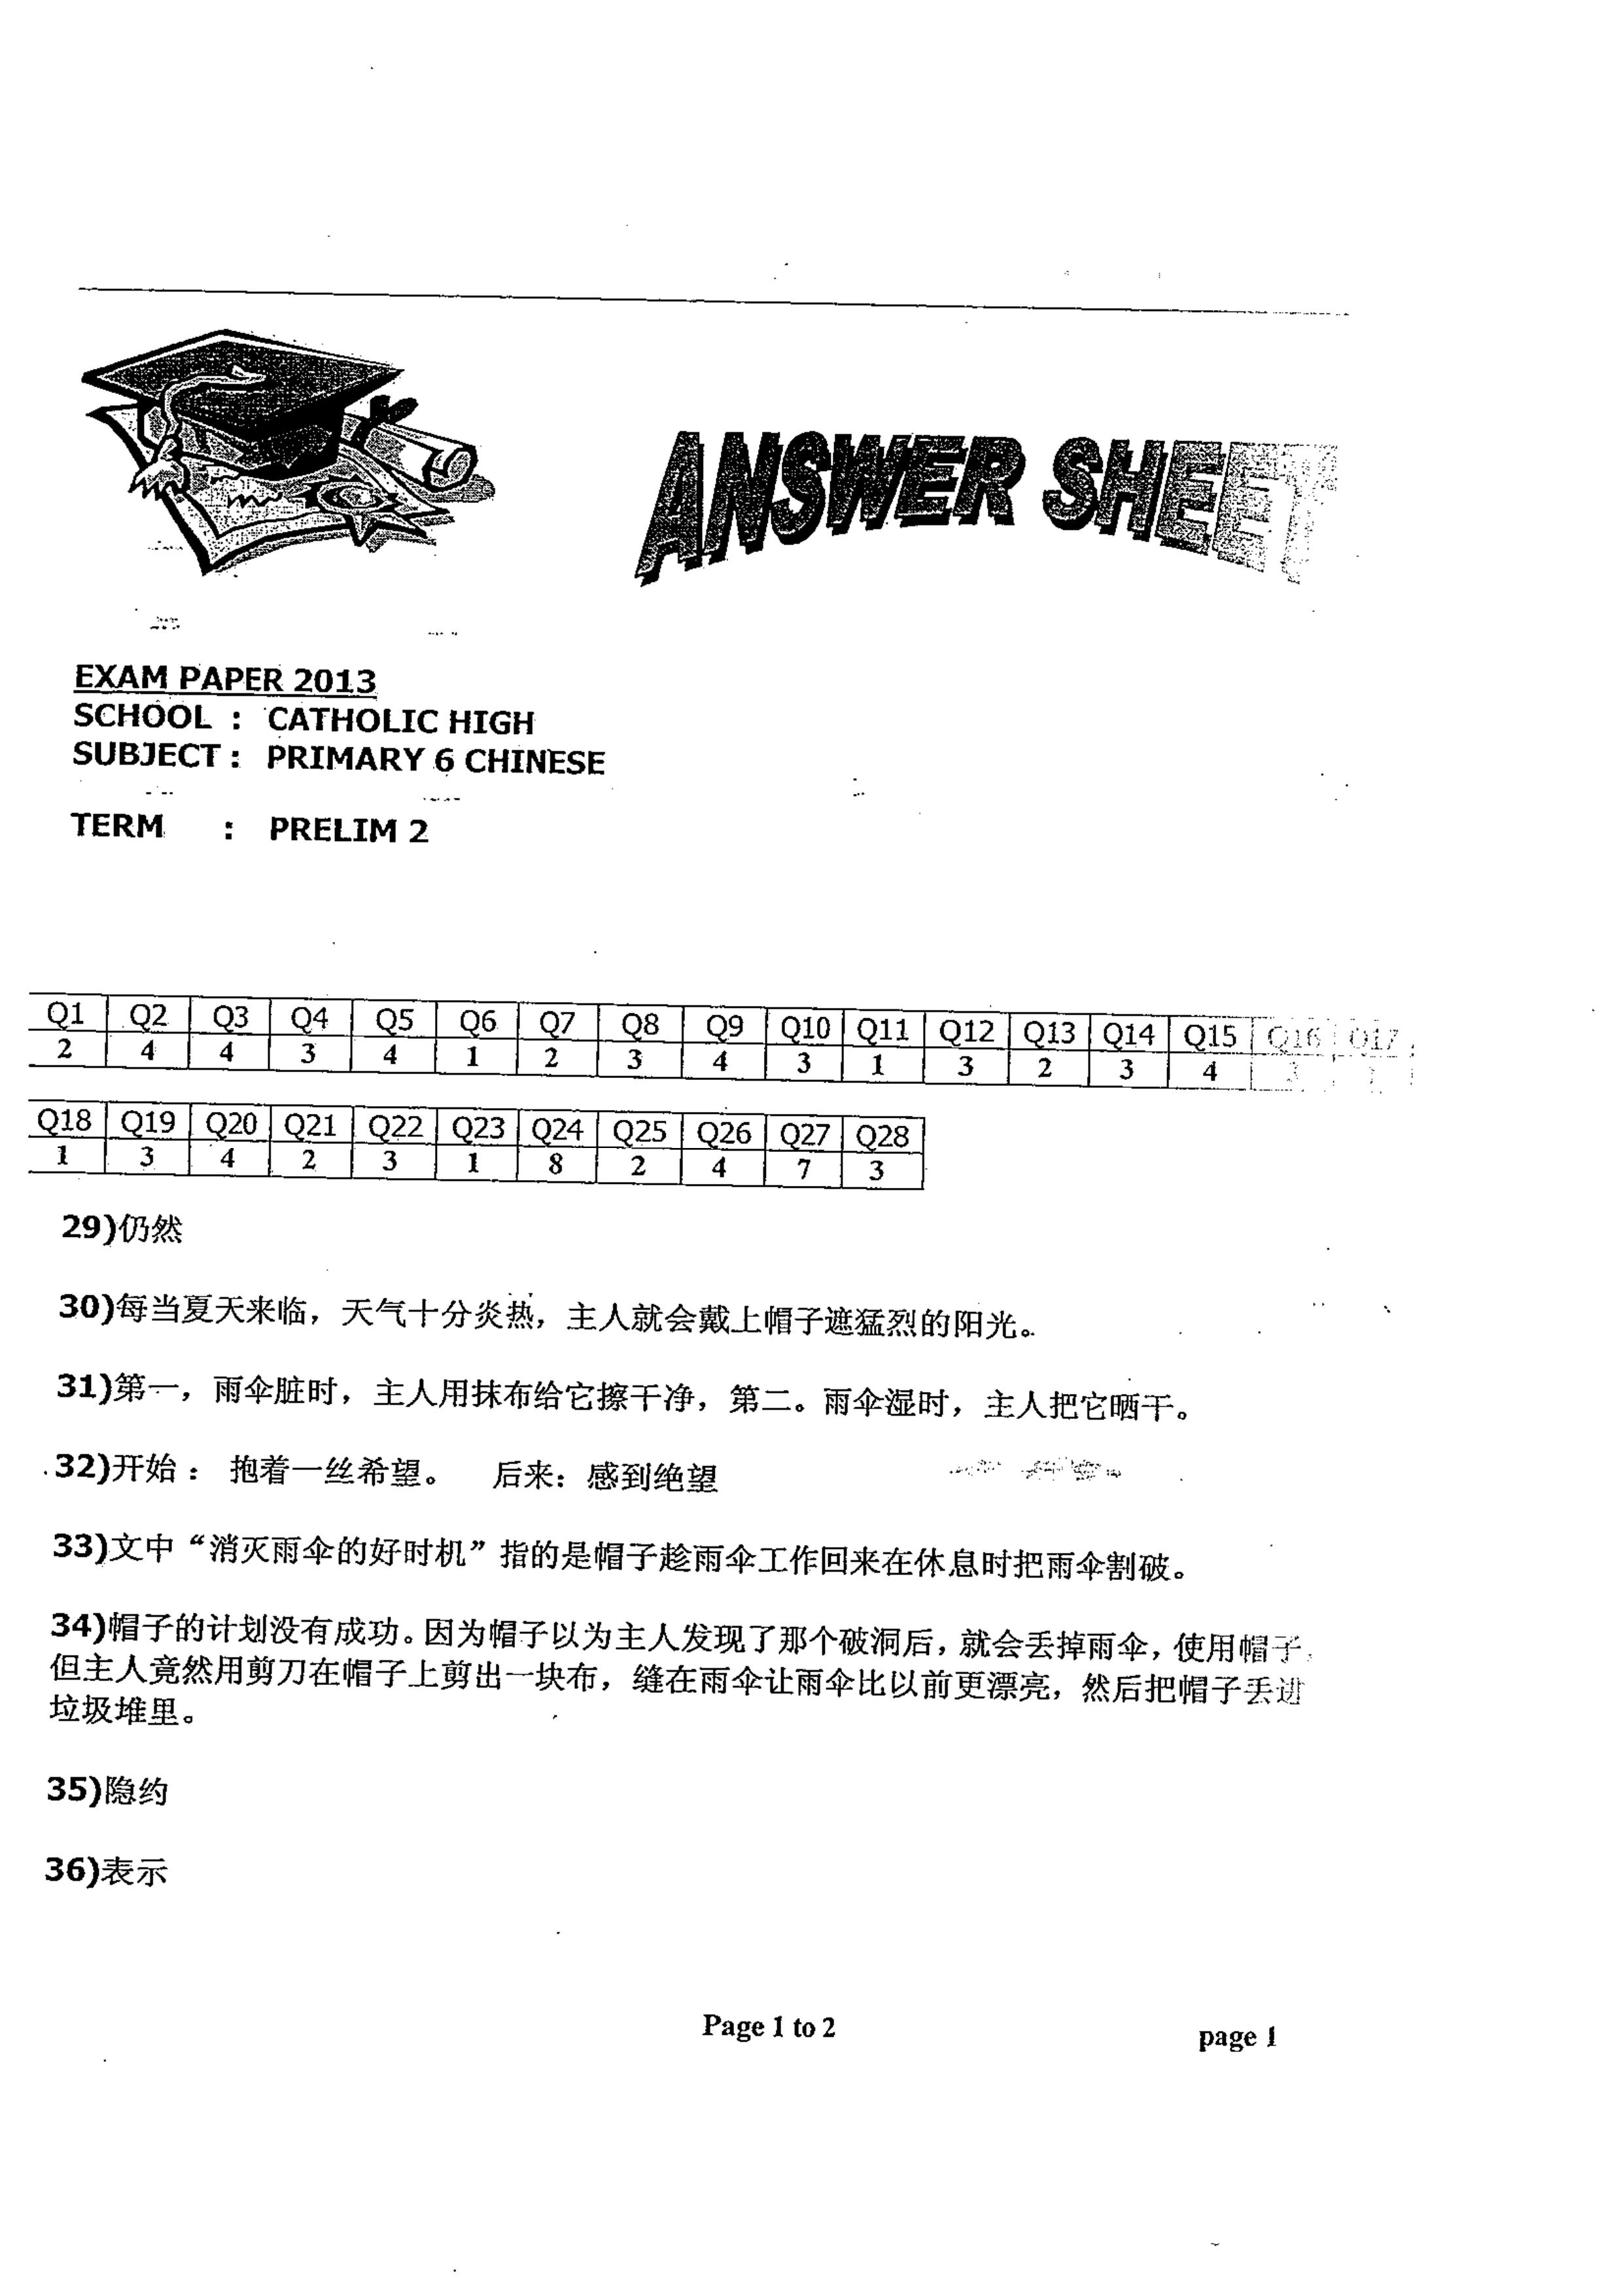 ANSWER SHEET
EXAM PAPER 2013
SCHOOL : CATHOLIC HIGH
SUBJECT : PRIMARY 6 CHINESE
TERM : PRELIM 2
Q1 Q2 Q3 Q4 Q5 Q6 Q7 Q8 Q9 Q10 Q11 Q12 Q13 Q14 Q15 Q16 Q17
2 4 4 3 4 1 2 3 4 3 1 3 2 3 4 3
Q18 Q19 Q20 Q21 Q22 Q23 Q24 Q25 Q26 Q27 Q28
1 3 4 2 3 1 8 2 4 7 3
29)仍然
30)每当夏天来临，天气十分炎热，主人就会戴上帽子遮猛烈的阳光。
31)第一，雨伞脏时，主人用抹布给它擦干净，第二。雨伞湿时，主人把它晒干。
32)开始： 抱着一丝希望。 后来：感到绝望
33)文中“消灭雨伞的好时机”指的是帽子趁雨伞工作回来在休息时把雨伞割破。
34)帽子的计划没有成功。因为帽子以为主人发现了那个破洞后，就会丢掉雨伞，使用帽子，
但主人竟然用剪刀在帽子上剪出一块布，缝在雨伞让雨伞比以前更漂亮，然后把帽子丢进
垃圾堆里。
35)隐约
36)表示
Page 1 to 2
page 1